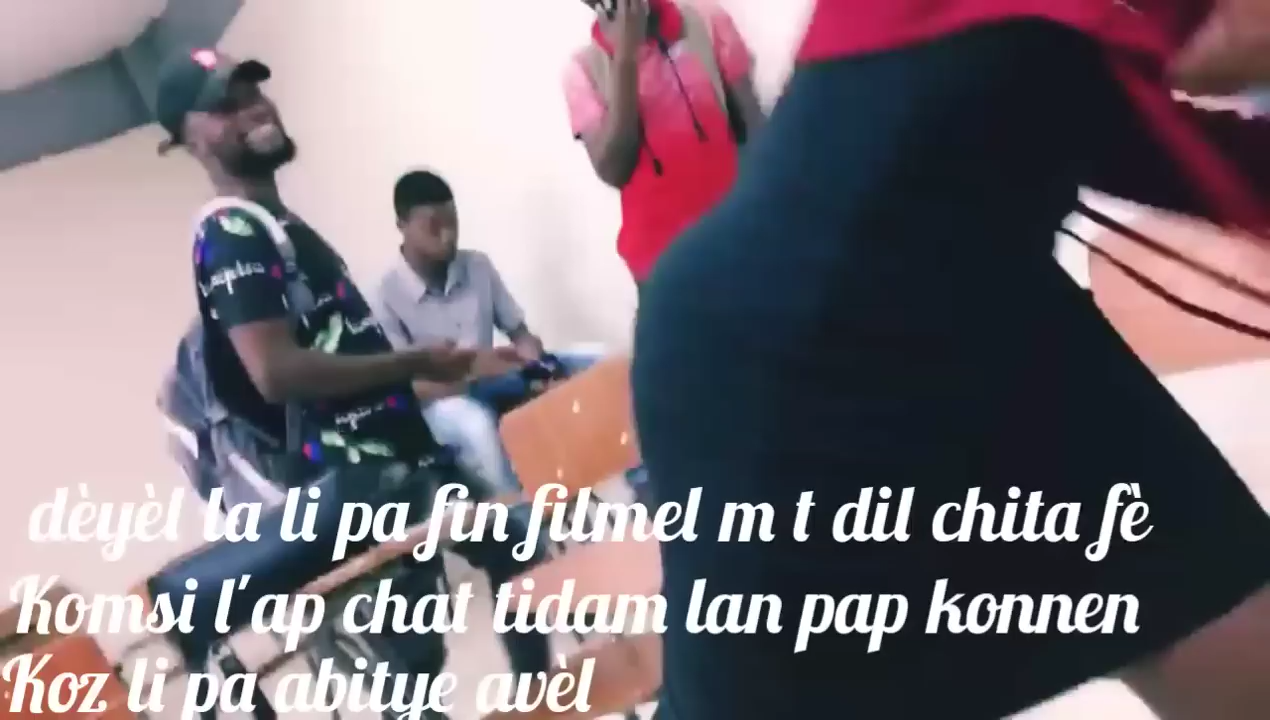 dèyèl la li pa fin filmel m t dil chita fè
Komsi l'ap chat tidam lan pap konnen
Koz li pa abitye avèl